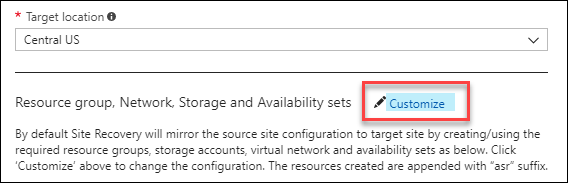 * Target location
Central US
Resource group, Network, Storage and Availability sets Customize
By default Site Recovery will mirror the source site configuration to target site by creating/using the
required resource groups, storage accounts, virtual network and availability sets as below. Click
'Customize' above to change the configuration. The resources created are appended with “asr” suffix.